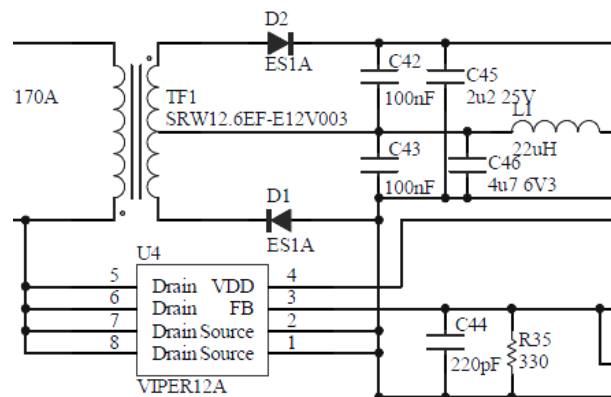 D2
ES1A
C42
100nF
C45
2u2 25V
170A
TF1
SRW12.6EF-E12V003
L1
22uH
C43
100nF
C46
4u7 6V3
D1
ES1A
U4
5 Drain VDD 4
6 Drain FB 3
7 Drain Source 2
8 Drain Source 1
VIPER12A
C44
220pF
R35
330